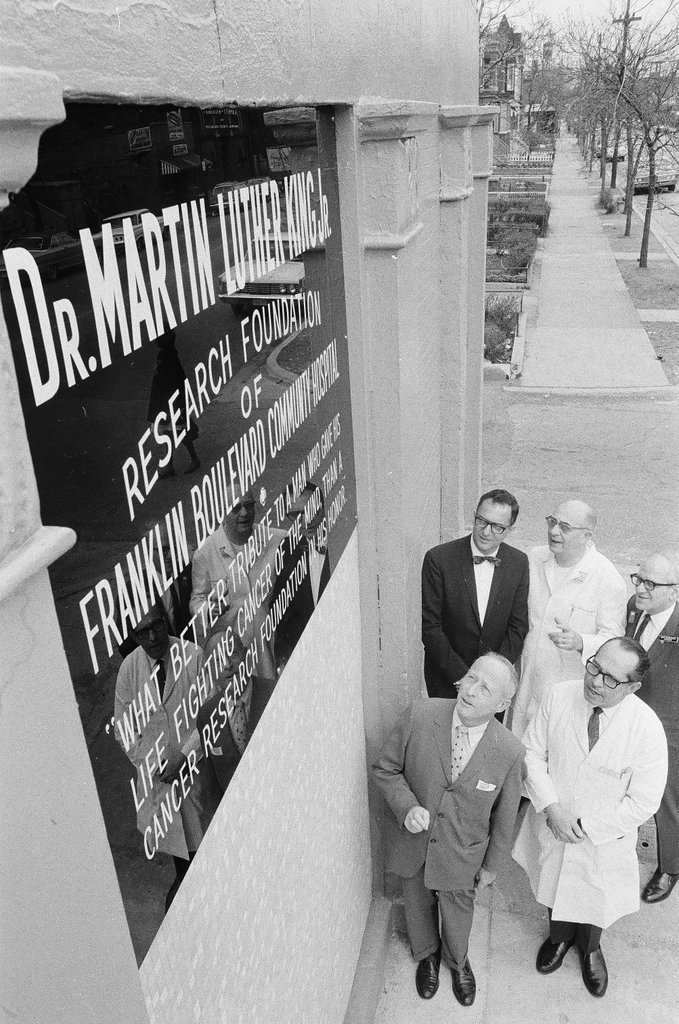 DR. MARTIN LUTHER KING, JR.
RESEARCH FOUNDATION
OF
FRANKLIN BOULEVARD COMMUNITY HOSPITAL
"WHAT BETTER TRIBUTE TO A MAN WHO GAVE HIS
LIFE FIGHTING CANCER OF THE MIND, THAN A
CANCER RESEARCH FOUNDATION IN HIS HONOR.